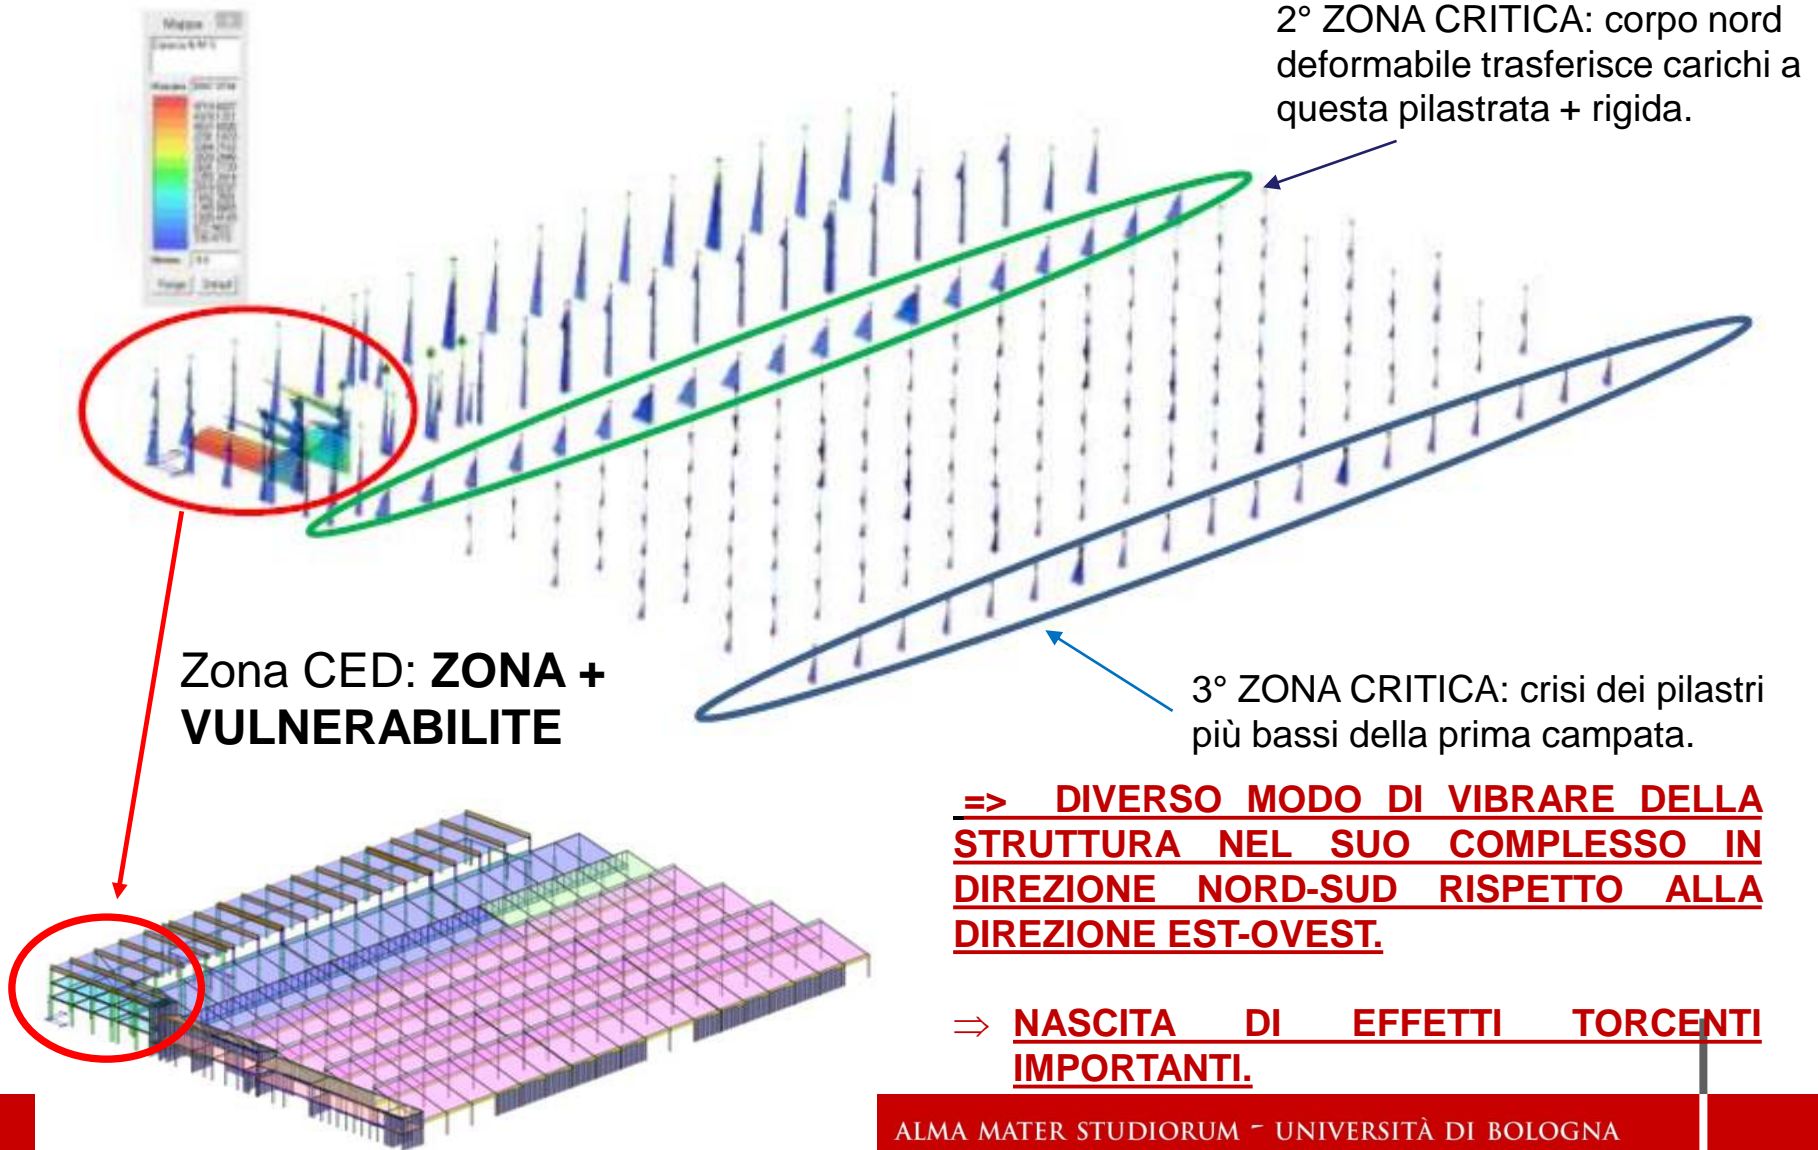 2° ZONA CRITICA: corpo nord
deformabile trasferisce carichi a
questa pilastrata + rigida.
Mappa
Zona CED: ZONA +
VULNERABILITE
3° ZONA CRITICA: crisi dei pilastri
più bassi della prima campata.
=> DIVERSO MODO DI VIBRARE DELLA
STRUTTURA NEL SUO COMPLESSO IN
DIREZIONE NORD-SUD RISPETTO ALLA
DIREZIONE EST-OVEST.
⇒ NASCITA DI EFFETTI TORCENTI
IMPORTANTI.
ALMA MATER STUDIORUM - UNIVERSITÀ DI BOLOGNA